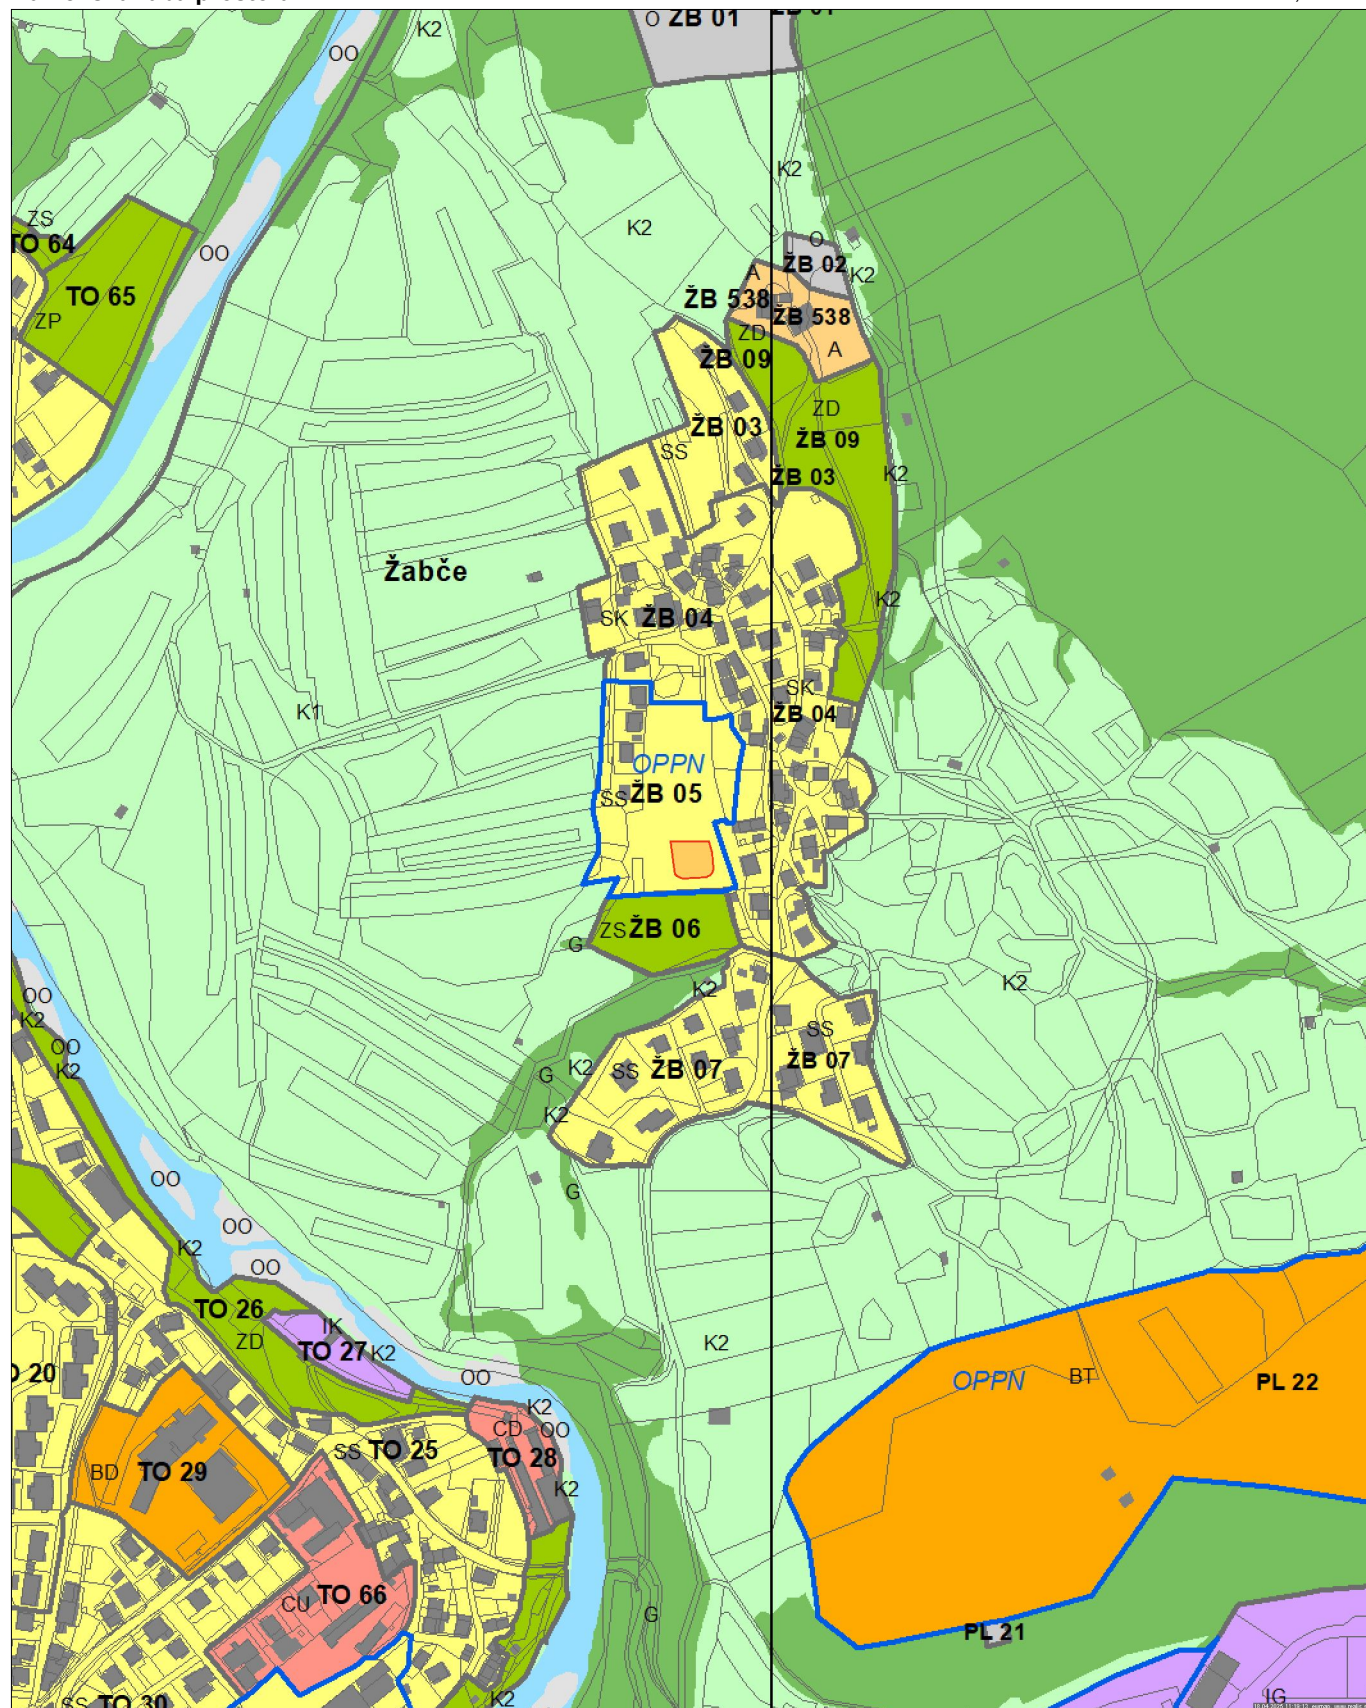 O ŽB 01
K2
OO
K2
K2
ZS
TO 64
OO
O
ŽB 02
K2
A
TO 65
ŽB 538
ŽB 538
ZP
ZD
A
ŽB 09
ZD
ŽB 03
ŽB 09
SS
ŽB 03
K2
Žabče
K2
SK ŽB 04
SK
K1
ŽB 04
OPPN
SS ŽB 05
ZS ŽB 06
G
K2
K2
OO
K2
SS
OO
K2
G
K2
SS
ŽB 07
ŽB 07
K2
OO
G
OO
K2
OO
TO 26
IK
ZD
TO 27
K2
K2
OO
OPPN
BT
PL 22
K2
CD
OO
SS TO 25
TO 28
BD
TO 29
K2
CU
TO 66
G
PL 21
SS TO 30
K2
IG